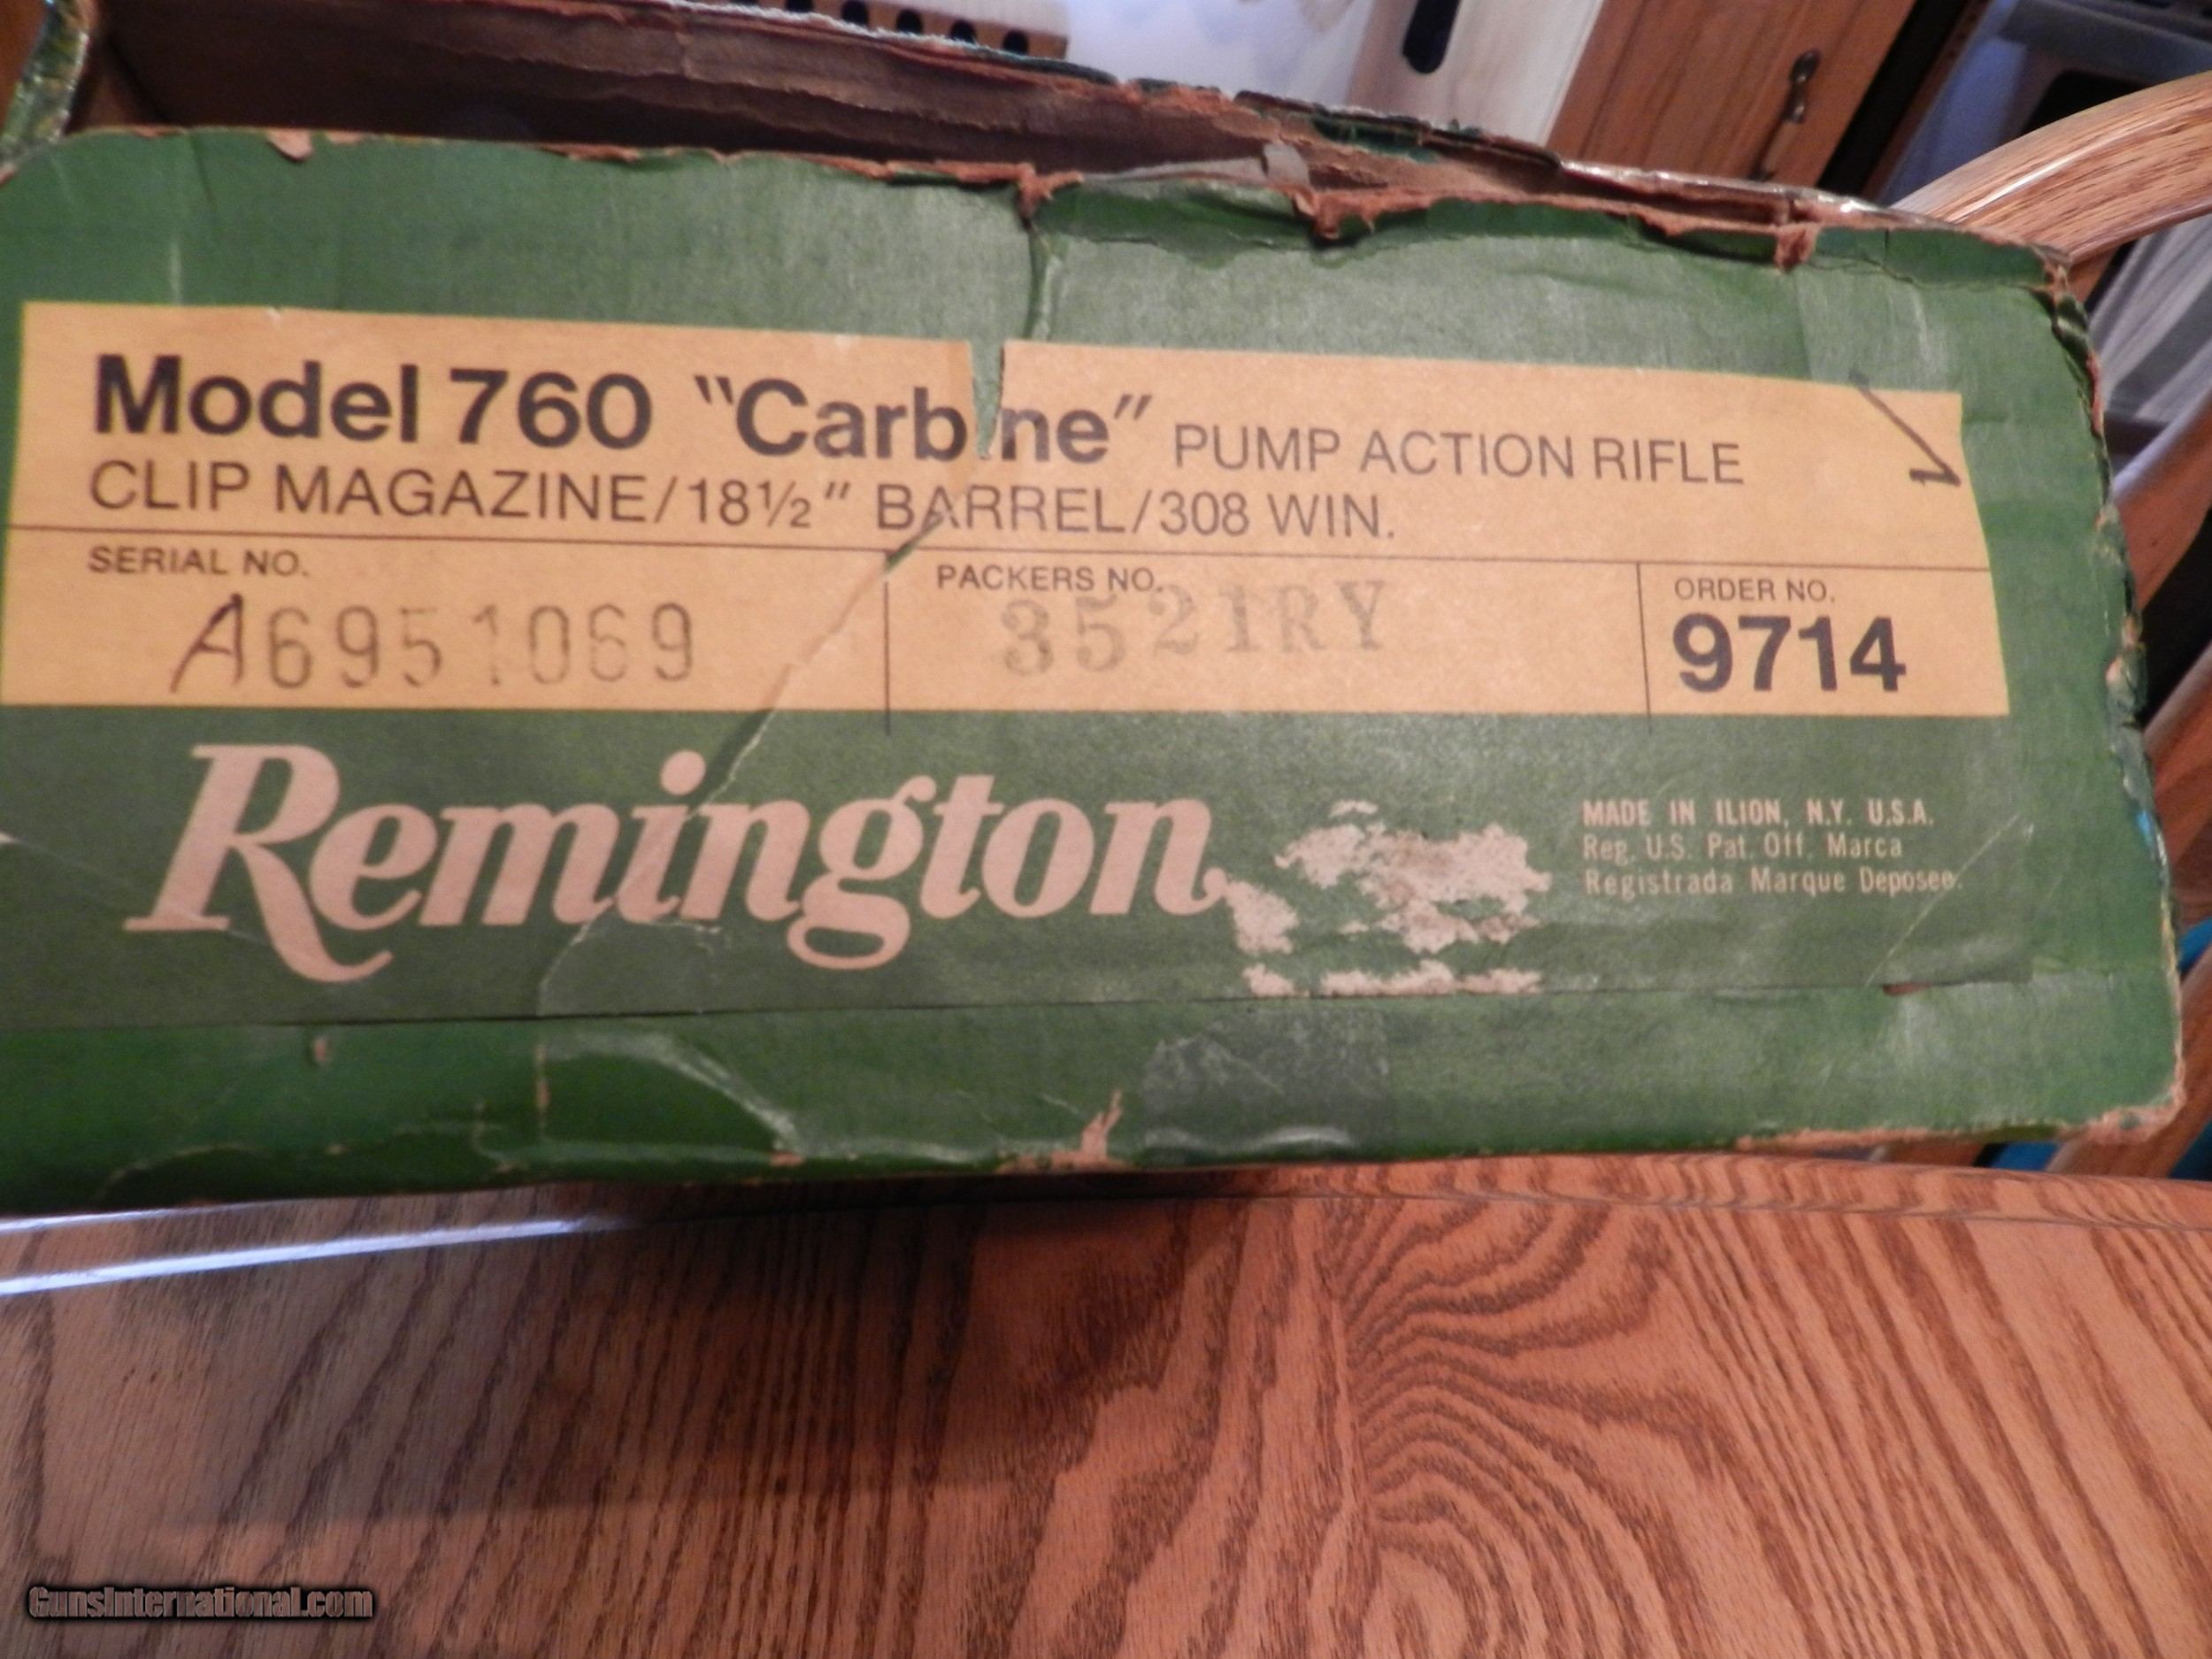 Model 760 "Carbine" PUMP ACTION RIFLE
CLIP MAGAZINE/18½" BARREL/308 WIN.
SERIAL NO.
A6951069
PACKERS NO.
3521RY
ORDER NO.
9714
Remington
MADE IN ILION, N.Y. U.S.A.
Reg. U.S. Pat. Off. Marca
Registrada Marque Deposee.
GunsInternational.com